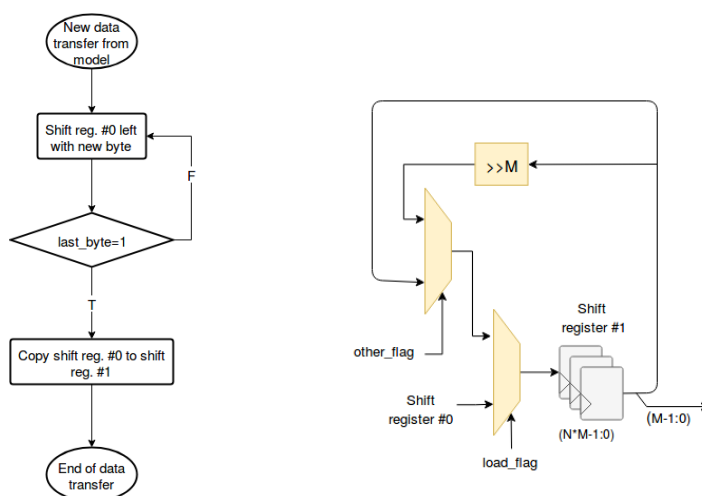 New data
transfer from
model
Shift reg. #0 left
with new byte
F
last_byte=1
T
Copy shift reg. #0 to shift
reg. #1
End of data
transfer
>>M
other_flag
Shift
register #0
load_flag
Shift
register #1
(N*M-1:0)
(M-1:0)